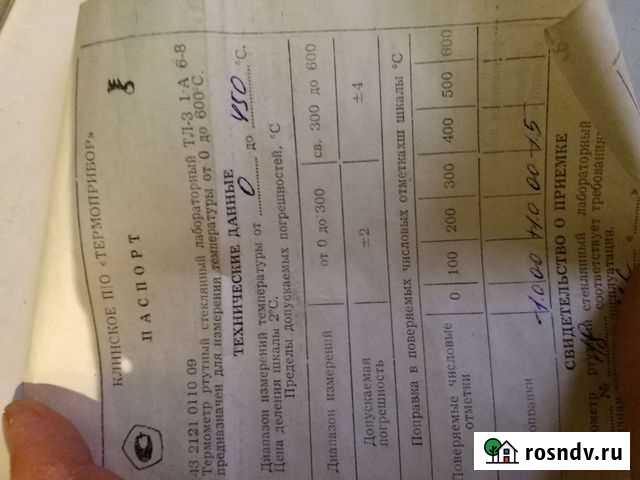 КЛИНСКОЕ П/О «ТЕРМОПРИБОР»
ПАСПОРТ
43 2121 0110 09
Термометр ртутный стеклянный лабораторный ТЛ-3 1-А 6-8
предназначен для измерения температуры от 0 до 600°С.
ТЕХНИЧЕСКИЕ ДАННЫЕ
Диапазон измерений температуры от 0 до 450 °С.
Цена деления шкалы 2°С.
Пределы допускаемых погрешностей, °С
Диапазон измерений от 0 до 300 св. 300 до 600
Допускаемая погрешность ±2 ±4
Поправка в поверяемых числовых отметках шкалы °С
Поверяемые числовые отметки 0 100 200 300 400 500 600
СВИДЕТЕЛЬСТВО О ПРИЕМКЕ
стеклянный лабораторный
№
соответствует требованиям
rosndv.ru